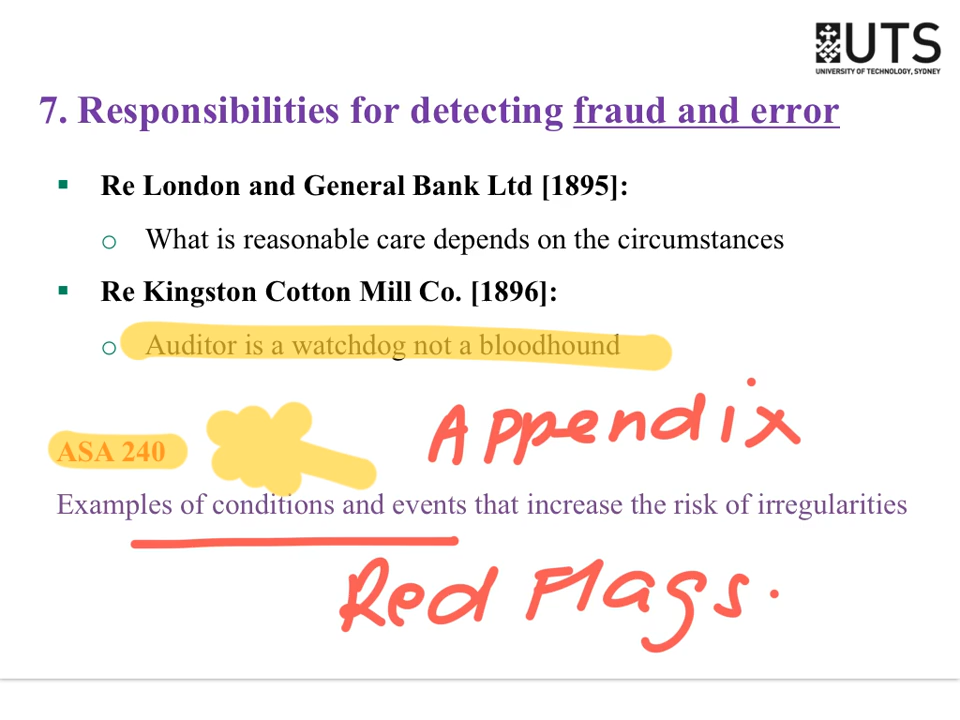 UTS
UNIVERSITY OF TECHNOLOGY, SYDNEY
7. Responsibilities for detecting fraud and error
▪ Re London and General Bank Ltd [1895]:
o What is reasonable care depends on the circumstances
▪ Re Kingston Cotton Mill Co. [1896]:
o Auditor is a watchdog not a bloodhound
Appendix
ASA 240
Examples of conditions and events that increase the risk of irregularities
Red Flags.